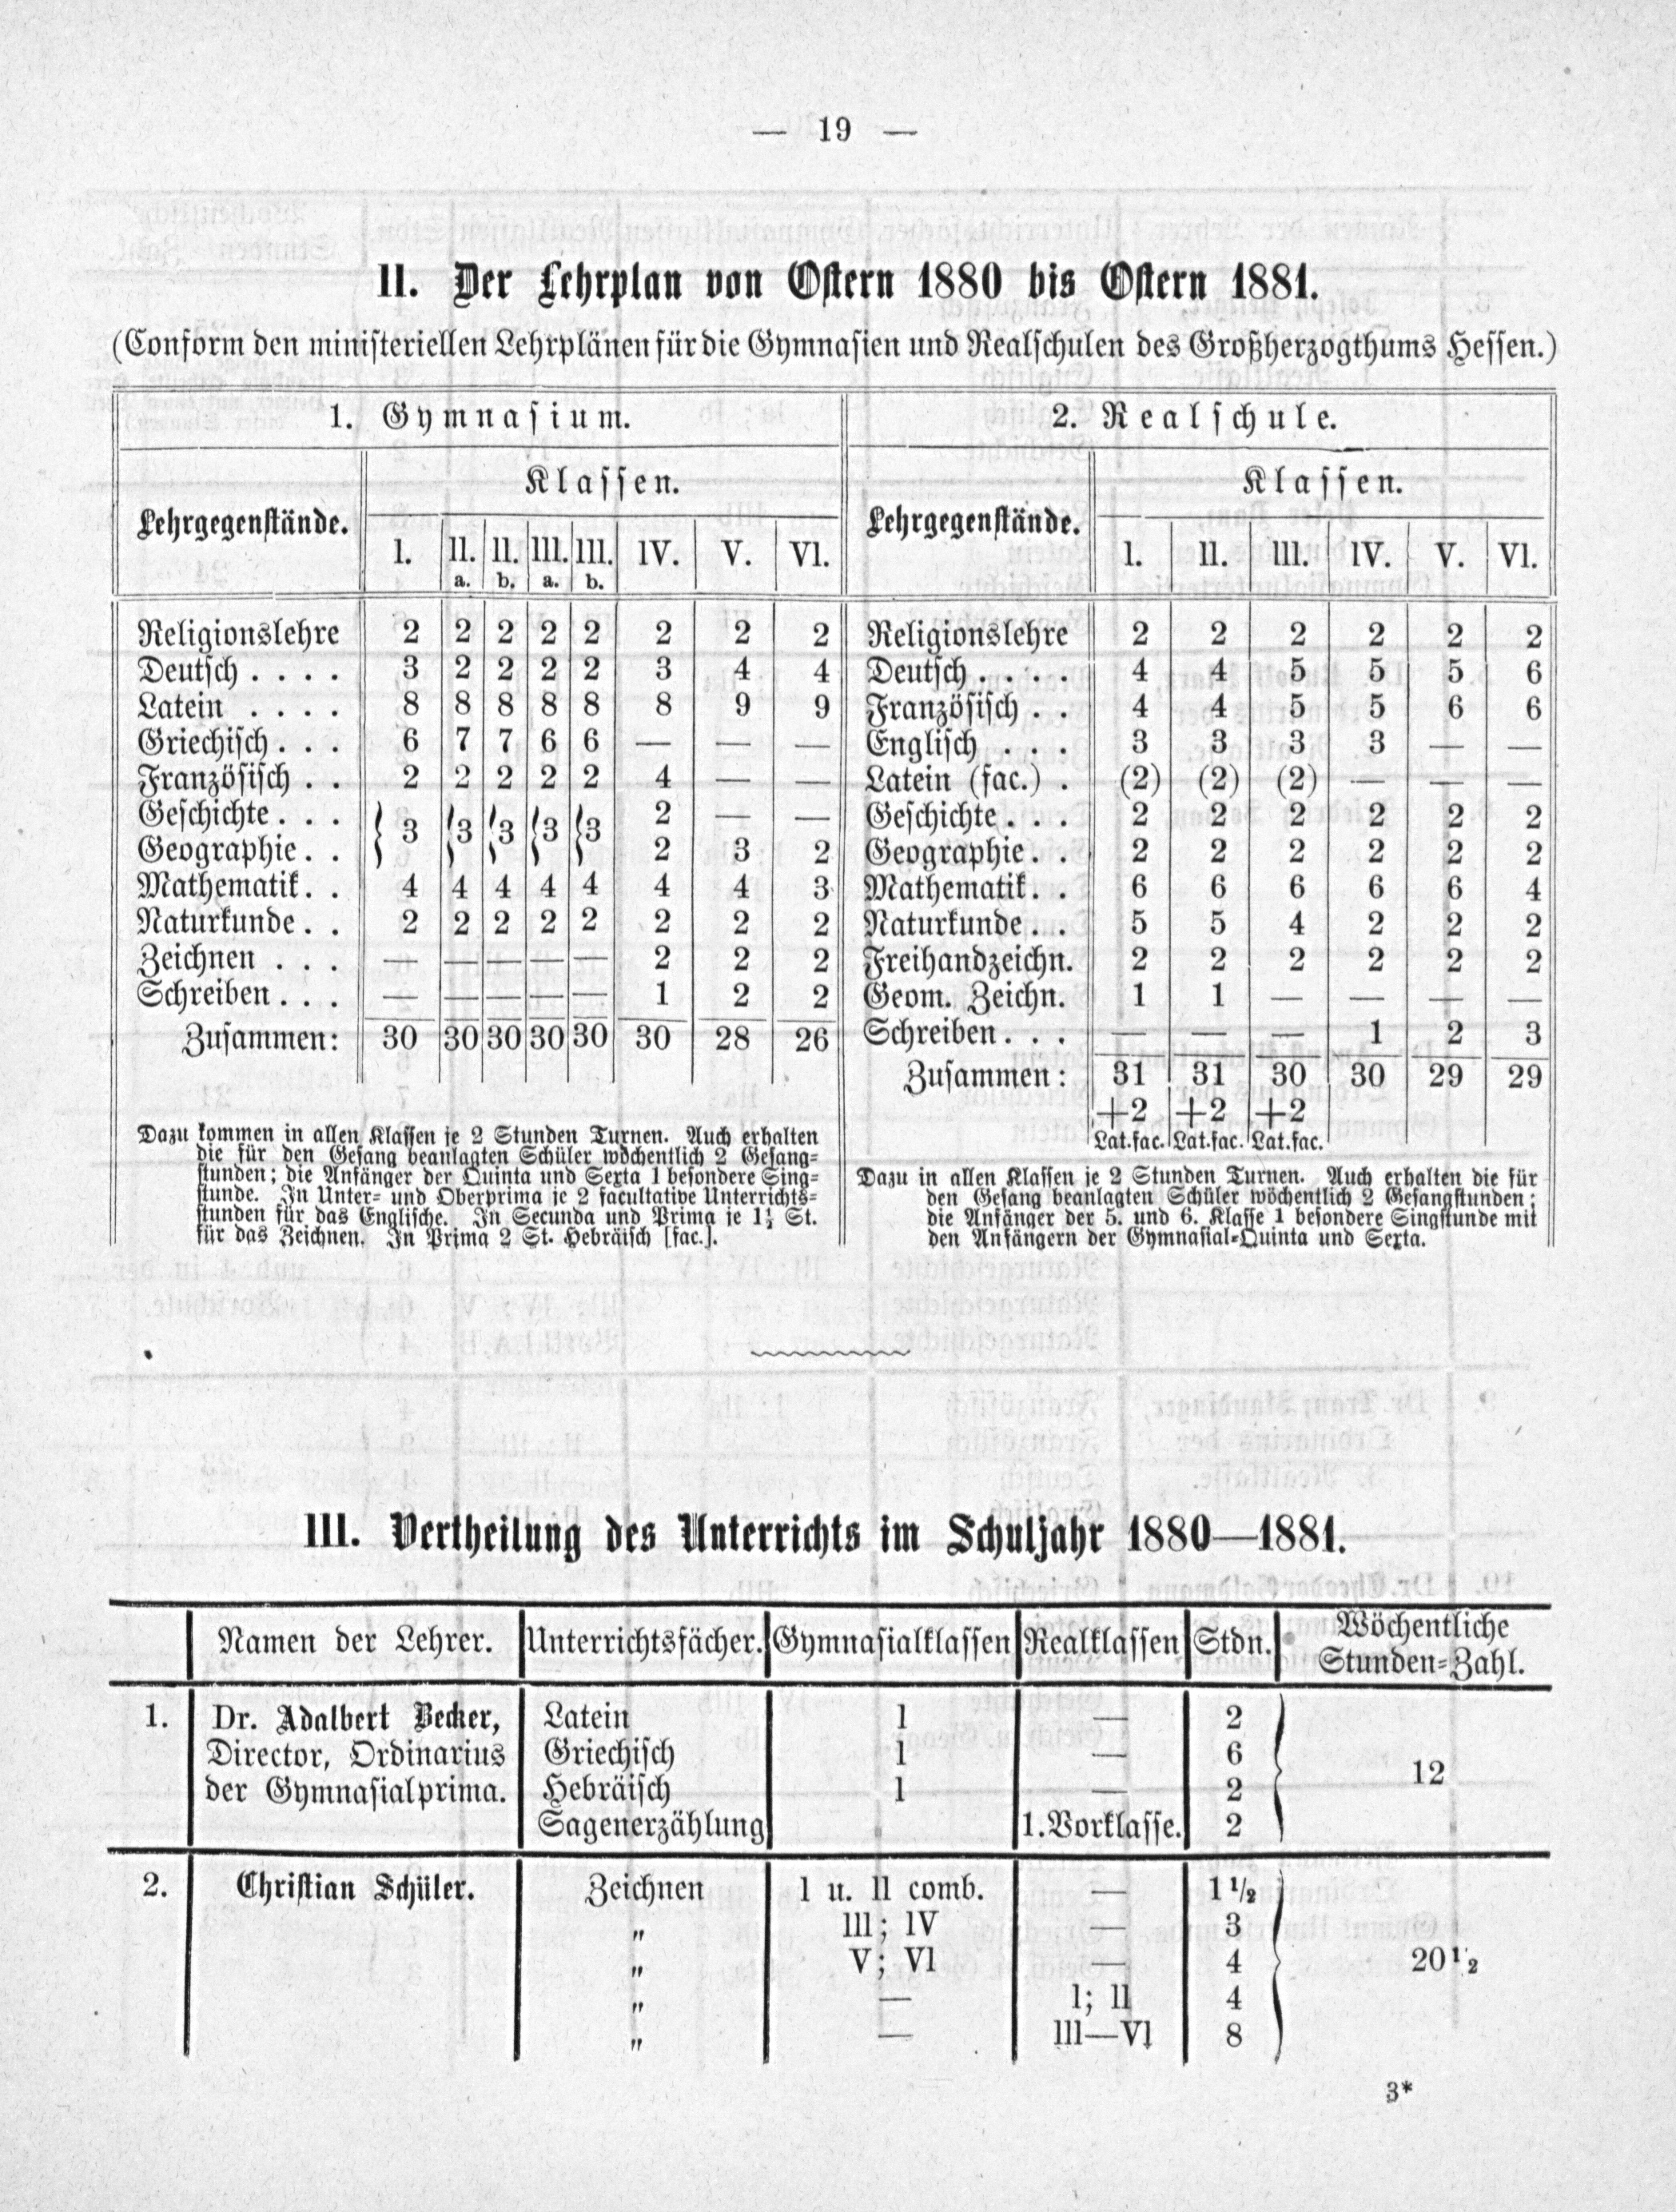 — 19 —
II. Der Lehrplan von Ostern 1880 bis Ostern 1881.
(Conform den ministeriellen Lehrplänen für die Gymnasien und Realschulen des Großherzogthums Hessen.)
1. Gymnasium.
Lehrgegenstände. Klassen.
I. II. a. II. b. III. a. III. b. IV. V. VI.
Religionslehre 2 2 2 2 2 2 2 2
Deutsch . . . . 3 2 2 2 2 3 4 4
Latein . . . . 8 8 8 8 8 8 9 9
Griechisch . . . 6 7 7 6 6 — — —
Französisch . . 2 2 2 2 2 4 — —
Geschichte . . . } 3 } 3 } 3 } 3 } 3 2 — —
Geographie . . 2 3 2
Mathematik . . 4 4 4 4 4 4 4 3
Naturkunde . . 2 2 2 2 2 2 2 2
Zeichnen . . . — — — — — 2 2 2
Schreiben . . . — — — — — 1 2 2
Zusammen: 30 30 30 30 30 30 28 26
Dazu kommen in allen Klassen je 2 Stunden Turnen. Auch erhalten
die für den Gesang beanlagten Schüler wöchentlich 2 Gesang-
stunden; die Anfänger der Quinta und Sexta 1 besondere Sing-
stunde. In Unter- und Oberprima je 2 facultative Unterrichts-
stunden für das Englische. In Secunda und Prima je 1½ St.
für das Zeichnen. In Prima 2 St. Hebräisch [fac.].
2. Realschule.
Lehrgegenstände. Klassen.
I. II. III. IV. V. VI.
Religionslehre 2 2 2 2 2 2
Deutsch . . . . 4 4 5 5 5 6
Französisch . . 4 4 5 5 6 6
Englisch . . . 3 3 3 3 — —
Latein (fac.) . (2) (2) (2) — — —
Geschichte . . . 2 2 2 2 2 2
Geographie . . 2 2 2 2 2 2
Mathematik . . 6 6 6 6 6 4
Naturkunde . . 5 5 4 2 2 2
Freihandzeichn. 2 2 2 2 2 2
Geom. Zeichn. 1 1 — — — —
Schreiben . . . — — — 1 2 3
Zusammen: 31 31 30 30 29 29
+2 +2 +2
Lat.fac. Lat.fac. Lat.fac.
Dazu in allen Klassen je 2 Stunden Turnen. Auch erhalten die für
den Gesang beanlagten Schüler wöchentlich 2 Gesangstunden;
die Anfänger der 5. und 6. Klasse 1 besondere Singstunde mit
den Anfängern der Gymnasial-Quinta und Sexta.
III. Vertheilung des Unterrichts im Schuljahr 1880—1881.
Namen der Lehrer. Unterrichtsfächer. Gymnasialklassen Realklassen Stdn. Wöchentliche
Stunden-Zahl.
1. Dr. Adalbert Becker, Latein I — 2
Director, Ordinarius Griechisch I — 6
der Gymnasialprima. Hebräisch I — 2 12
Sagenerzählung 1. Vorklasse. 2
2. Christian Schüler. Zeichnen I u. II comb. — 1 1/2
„ III; IV — 3
„ V; VI — 4 20 1/2
„ — I; II 4
„ — III—VI 8
3*